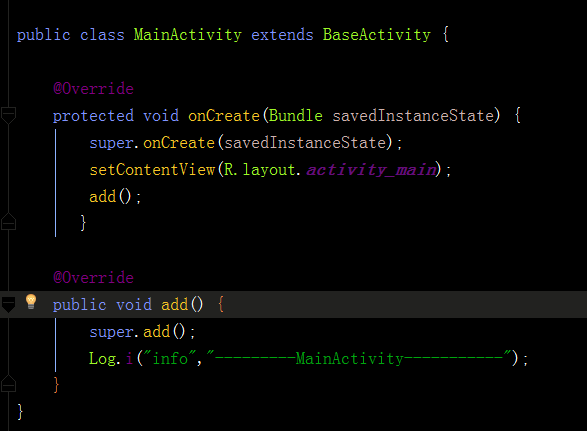 public class MainActivity extends BaseActivity {
@Override
protected void onCreate(Bundle savedInstanceState) {
super.onCreate(savedInstanceState);
setContentView(R.layout.activity_main);
add();
}
@Override
public void add() {
super.add();
Log.i("info","---------MainActivity-----------");
}
}